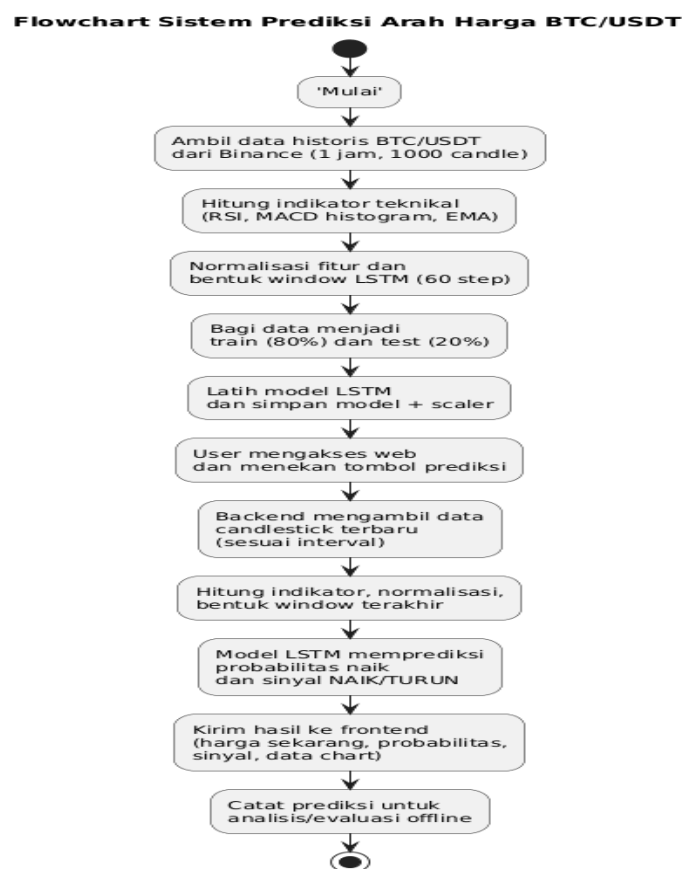 Flowchart Sistem Prediksi Arah Harga BTC/USDT
'Mulai'
Ambil data historis BTC/USDT
dari Binance (1 jam, 1000 candle)
Hitung indikator teknikal
(RSI, MACD histogram, EMA)
Normalisasi fitur dan
bentuk window LSTM (60 step)
Bagi data menjadi
train (80%) dan test (20%)
Latih model LSTM
dan simpan model + scaler
User mengakses web
dan menekan tombol prediksi
Backend mengambil data
candlestick terbaru
(sesuai interval)
Hitung indikator, normalisasi,
bentuk window terakhir
Model LSTM memprediksi
probabilitas naik
dan sinyal NAIK/TURUN
Kirim hasil ke frontend
(harga sekarang, probabilitas,
sinyal, data chart)
Catat prediksi untuk
analisis/evaluasi offline